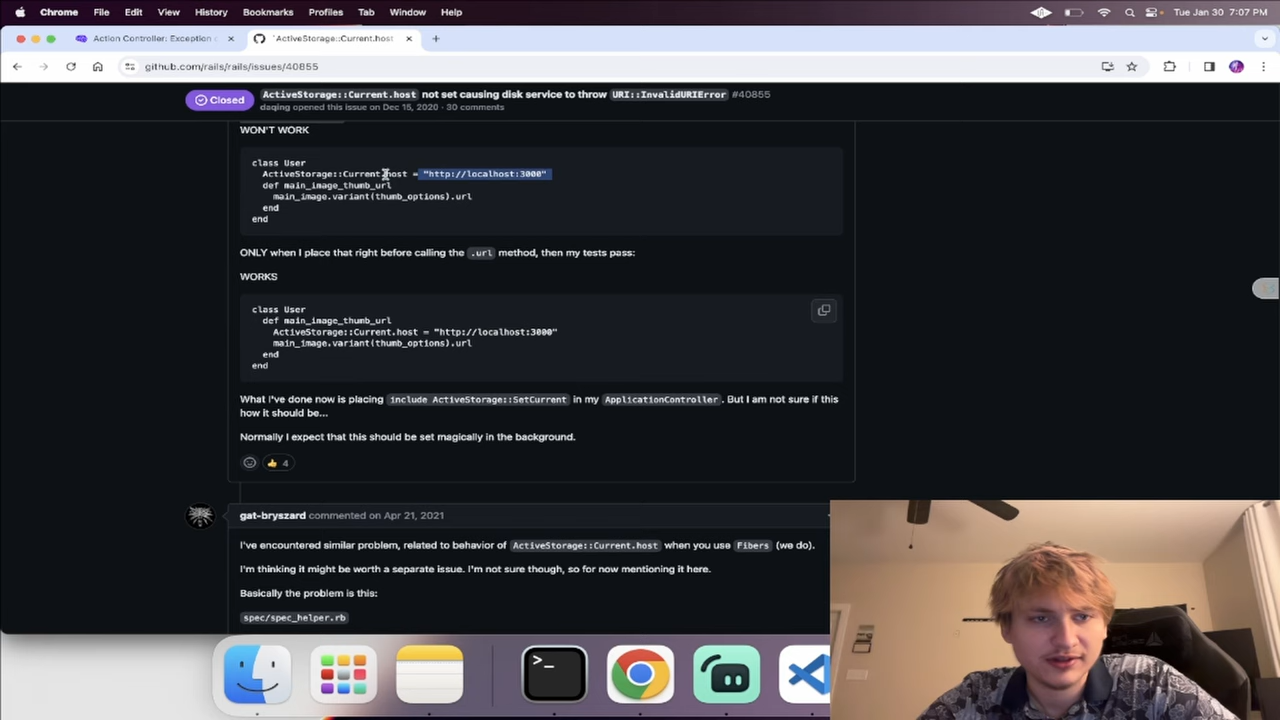 Chrome File Edit View History Bookmarks Profiles Tab Window Help Tue Jan 30 7:07 PM
Action Controller: Exception `ActiveStorage::Current.host
github.com/rails/rails/issues/40855
Closed
ActiveStorage::Current.host not set causing disk service to throw URI::InvalidURIError #40855
daqing opened this issue on Dec 15, 2020 · 30 comments
WON'T WORK
class User
ActiveStorage::Current.host = "http://localhost:3000"
def main_image_thumb_url
main_image.variant(thumb_options).url
end
end
ONLY when I place that right before calling the .url method, then my tests pass:
WORKS
class User
def main_image_thumb_url
ActiveStorage::Current.host = "http://localhost:3000"
main_image.variant(thumb_options).url
end
end
What I've done now is placing include ActiveStorage::SetCurrent in my ApplicationController. But I am not sure if this
how it should be...
Normally I expect that this should be set magically in the background.
4
gat-bryszard commented on Apr 21, 2021
I've encountered similar problem, related to behavior of ActiveStorage::Current.host when you use Fibers (we do).
I'm thinking it might be worth a separate issue. I'm not sure though, so for now mentioning it here.
Basically the problem is this:
spec/spec_helper.rb